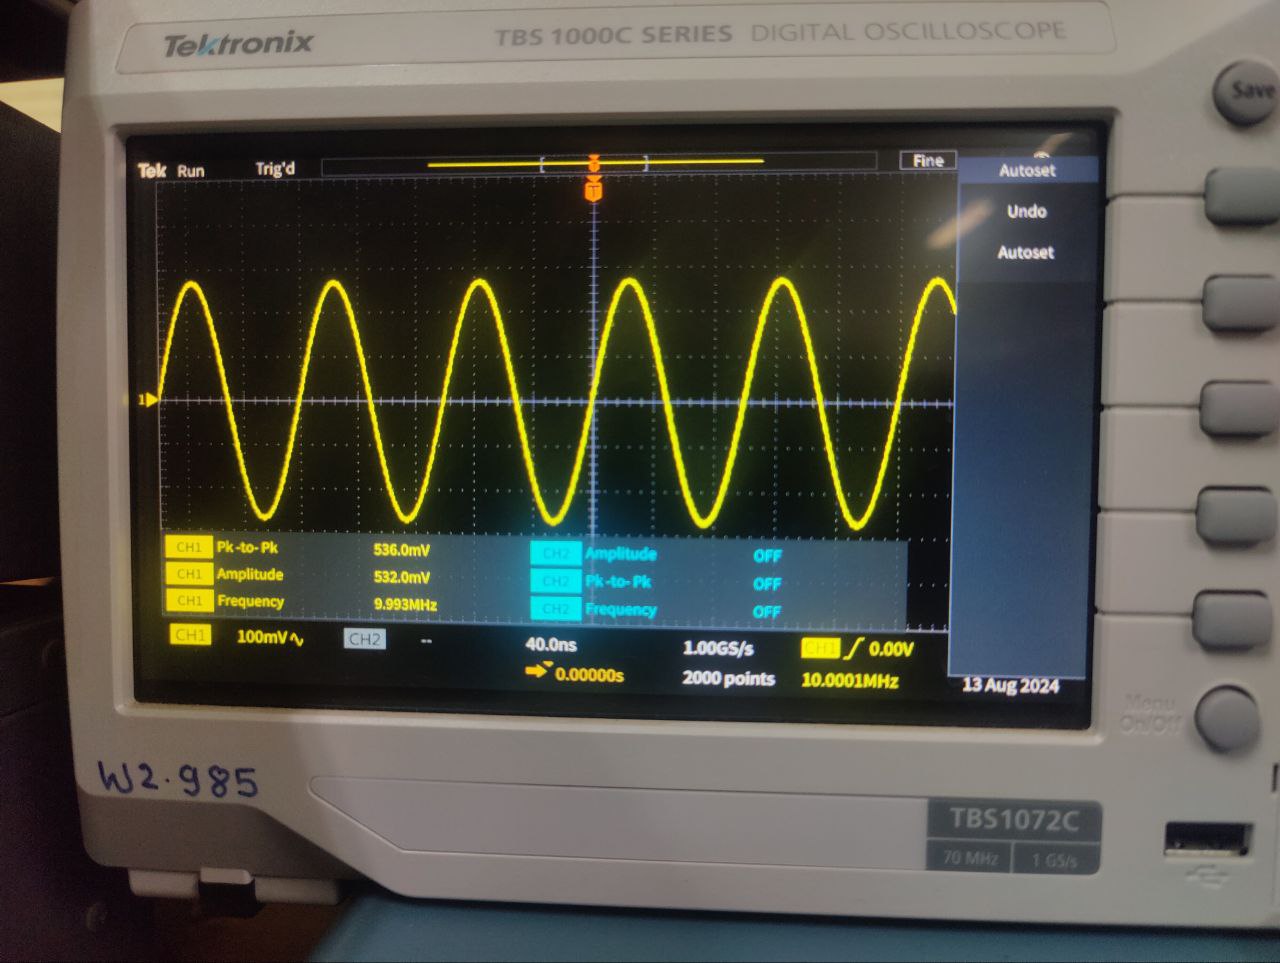 Tektronix TBS 1000C SERIES DIGITAL OSCILLOSCOPE
Save
Tek Run Trig'd Fine
Autoset
Undo
Autoset
T
1
CH1 Pk-to-Pk 536.0mV CH2 Amplitude OFF
CH1 Amplitude 532.0mV CH2 Pk-to-Pk OFF
CH1 Frequency 9.993MHz CH2 Frequency OFF
CH1 100mV CH2 -- 40.0ns 1.00GS/s CH1 0.00V
0.00000s 2000 points 10.0001MHz
13 Aug 2024
Menu
On/Off
W2.985
TBS1072C
70 MHz 1 GS/s